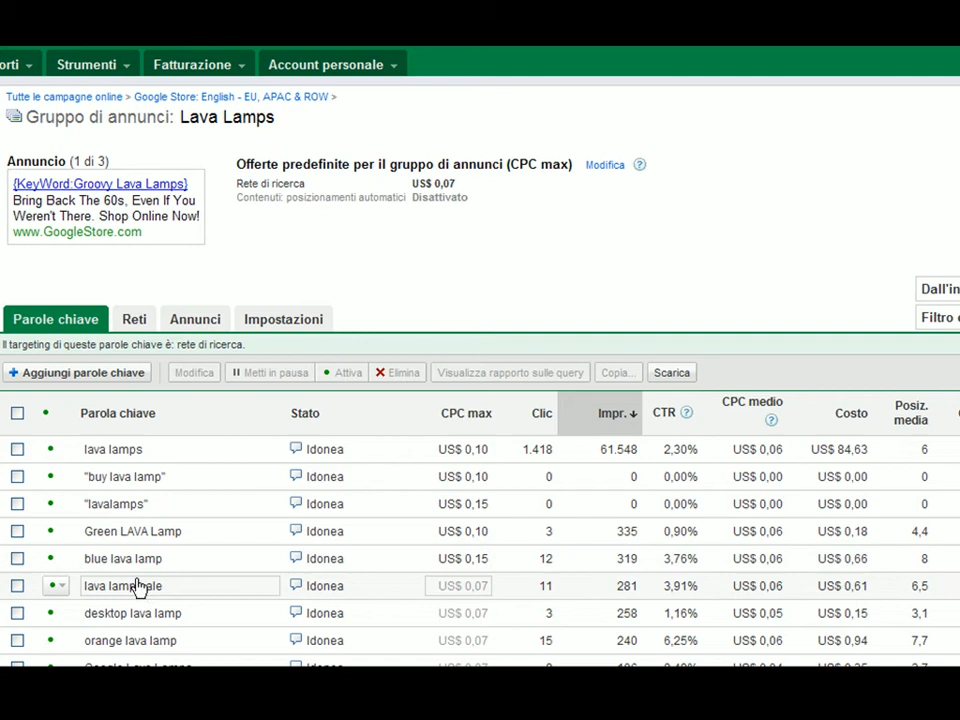 orti Strumenti Fatturazione Account personale
Tutte le campagne online > Google Store: English - EU, APAC & ROW >
Gruppo di annunci: Lava Lamps
Annuncio (1 di 3)
{KeyWord:Groovy Lava Lamps}
Bring Back The 60s, Even If You
Weren't There. Shop Online Now!
www.GoogleStore.com
Offerte predefinite per il gruppo di annunci (CPC max) Modifica ?
Rete di ricerca US$ 0,07
Contenuti: posizionamenti automatici Disattivato
Dall'in
Filtro
Parole chiave Reti Annunci Impostazioni
Il targeting di queste parole chiave è: rete di ricerca.
+ Aggiungi parole chiave Modifica Metti in pausa Attiva Elimina Visualizza rapporto sulle query Copia... Scarica
Parola chiave Stato CPC max Clic Impr. CTR ? CPC medio ? Costo Posiz. media
lava lamps Idonea US$ 0,10 1.418 61.548 2,30% US$ 0,06 US$ 84,63 6
"buy lava lamp" Idonea US$ 0,10 0 0 0,00% US$ 0,00 US$ 0,00 0
"lavalamps" Idonea US$ 0,15 0 0 0,00% US$ 0,00 US$ 0,00 0
Green LAVA Lamp Idonea US$ 0,10 3 335 0,90% US$ 0,06 US$ 0,18 4,4
blue lava lamp Idonea US$ 0,15 12 319 3,76% US$ 0,06 US$ 0,66 8
lava Idonea US$ 0,07 11 281 3,91% US$ 0,06 US$ 0,61 6,5
desktop lava lamp Idonea US$ 0,07 3 258 1,16% US$ 0,05 US$ 0,15 3,1
orange lava lamp Idonea US$ 0,07 15 240 6,25% US$ 0,06 US$ 0,94 7,7